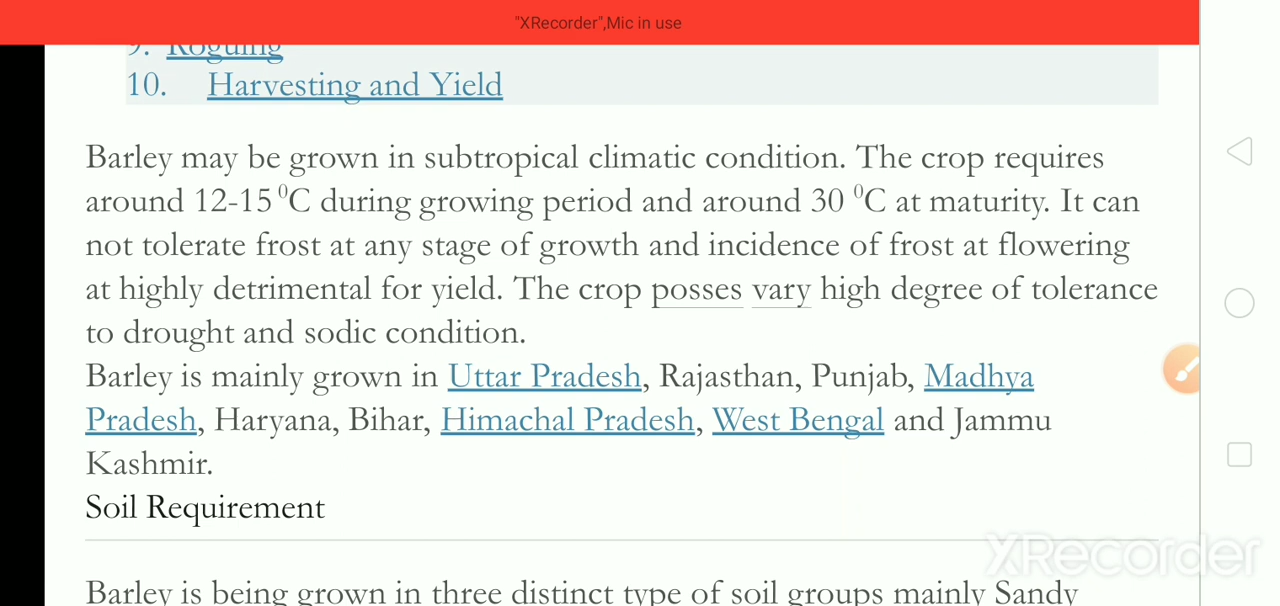 "XRecorder",Mic in use
9. Roguing
10. Harvesting and Yield
Barley may be grown in subtropical climatic condition. The crop requires
around 12-15 ⁰C during growing period and around 30 ⁰C at maturity. It can
not tolerate frost at any stage of growth and incidence of frost at flowering
at highly detrimental for yield. The crop posses vary high degree of tolerance
to drought and sodic condition.
Barley is mainly grown in Uttar Pradesh, Rajasthan, Punjab, Madhya
Pradesh, Haryana, Bihar, Himachal Pradesh, West Bengal and Jammu
Kashmir.
Soil Requirement
XRecorder
Barley is being grown in three distinct type of soil groups mainly Sandy